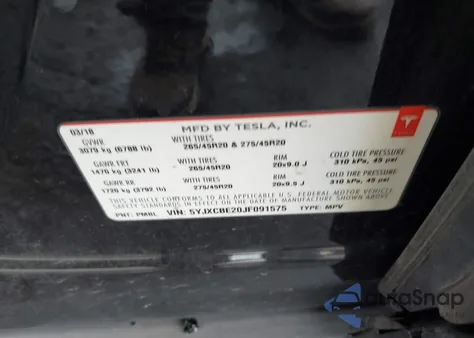 03/18 MFD BY TESLA, INC.
GVWR WITH TIRES COLD TIRE PRESSURE
3079 kg (6788 lb) 265/45R20 & 275/45R20
GAWR FRT WITH TIRES RIM 310 kPa, 45 psi
1470 kg (3241 lb) 265/45R20 20x9.0 J
GAWR RR WITH TIRES RIM COLD TIRE PRESSURE
1720 kg (3792 lb) 275/45R20 20x9.5 J 310 kPa, 45 psi
THIS VEHICLE CONFORMS TO ALL APPLICABLE U.S. FEDERAL MOTOR VEHICLE
SAFETY STANDARDS IN EFFECT ON THE DATE OF MANUFACTURE SHOWN ABOVE.
PNT: PMBL VIN: 5YJXCBE20JF091575 TYPE: MPV
AutoSnap